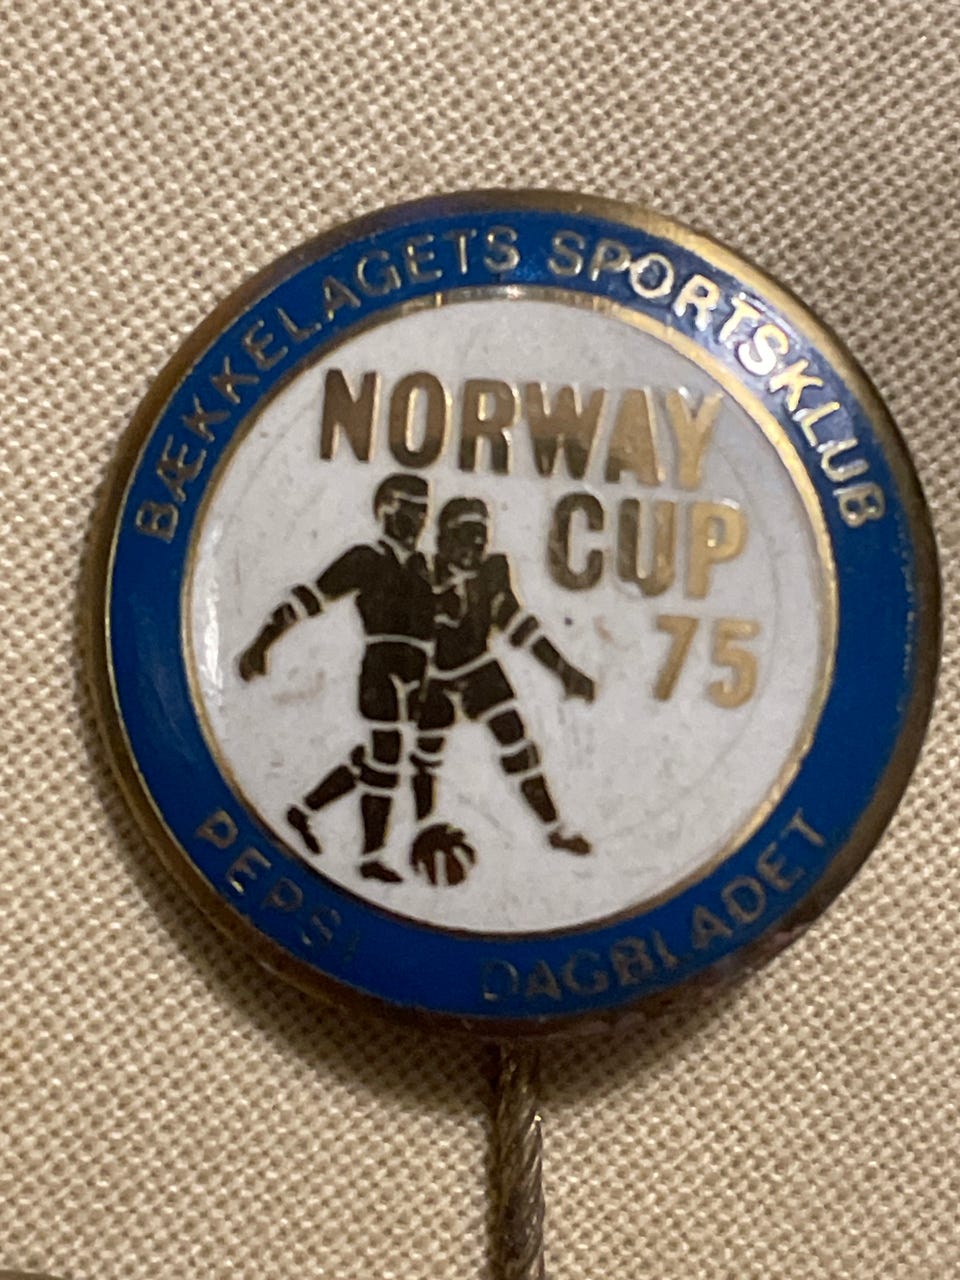 BÆKKELAGETS SPORTSKLUB
NORWAY
CUP
75
PEPSI DAGBLADET